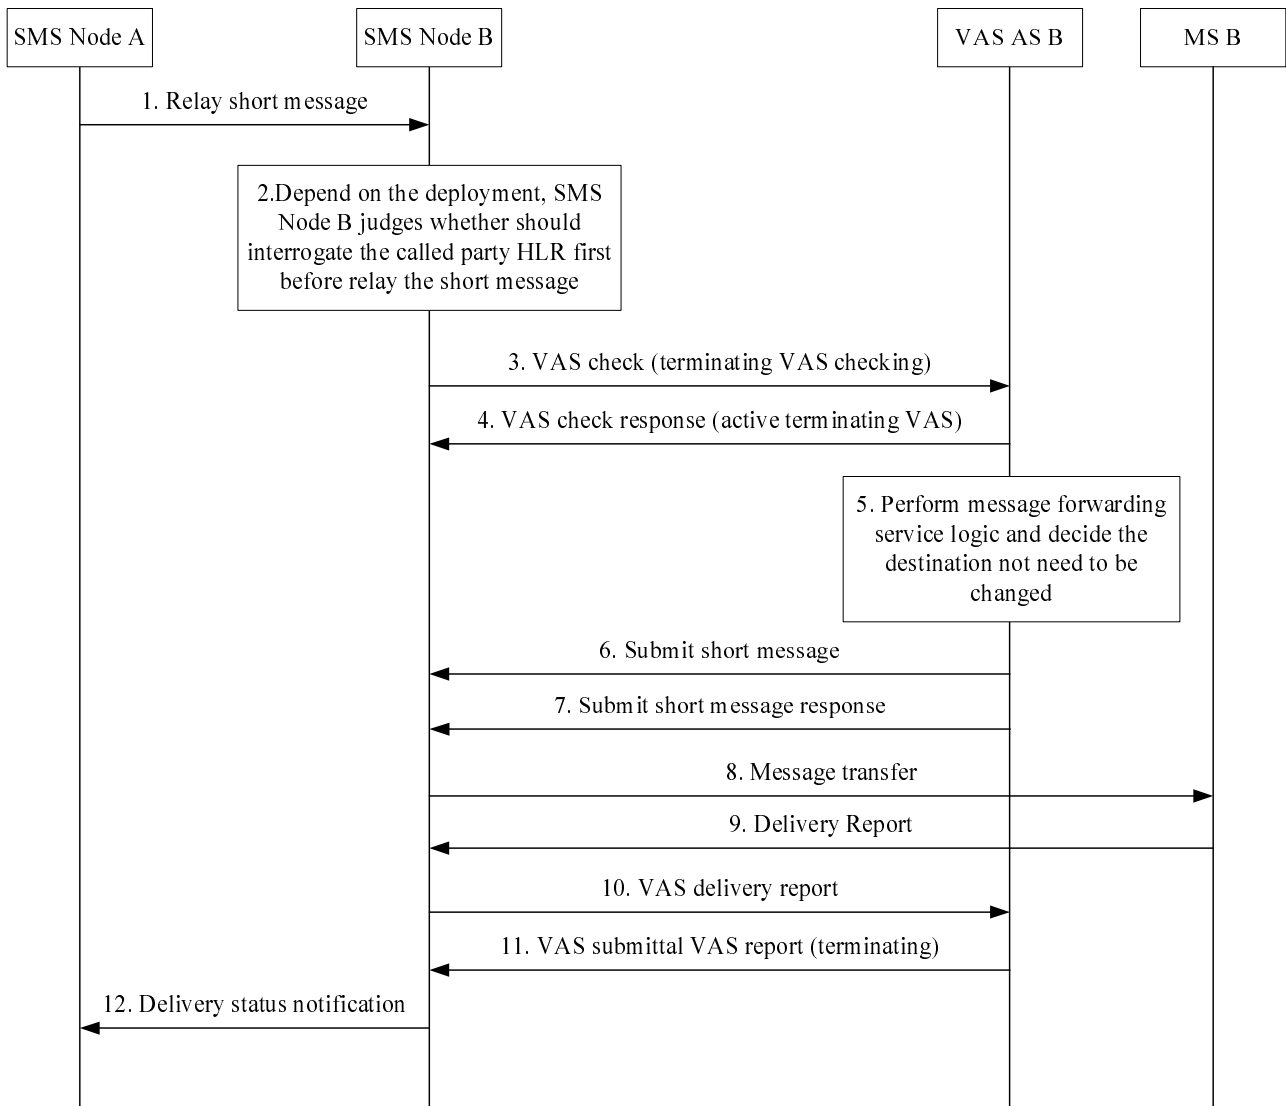 SMS Node A
SMS Node B
VAS AS B
MS B
1. Relay short message
2.Depend on the deployment, SMS
Node B judges whether should
interrogate the called party HLR first
before relay the short message
3. VAS check (terminating VAS checking)
4. VAS check response (active terminating VAS)
5. Perform message forwarding
service logic and decide the
destination not need to be
changed
6. Submit short message
7. Submit short message response
8. Message transfer
9. Delivery Report
10. VAS delivery report
11. VAS submittal VAS report (terminating)
12. Delivery status notification